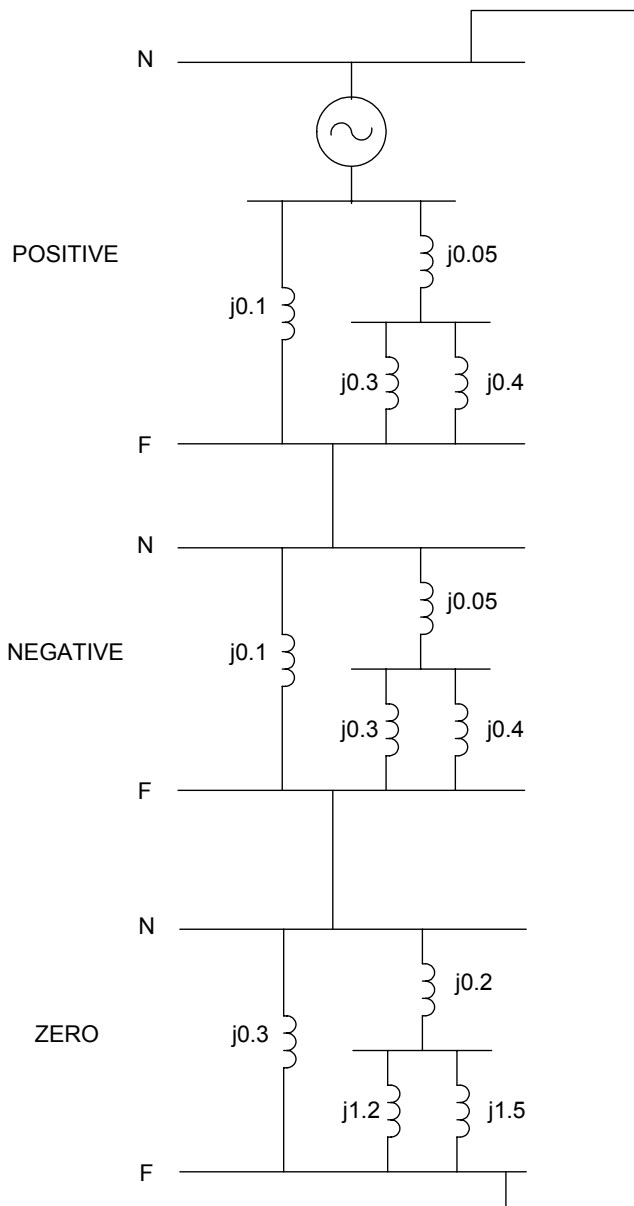 N
POSITIVE
j0.05
j0.1
j0.3
j0.4
F
N
j0.05
NEGATIVE
j0.1
j0.3
j0.4
F
N
j0.2
ZERO
j0.3
j1.2
j1.5
F